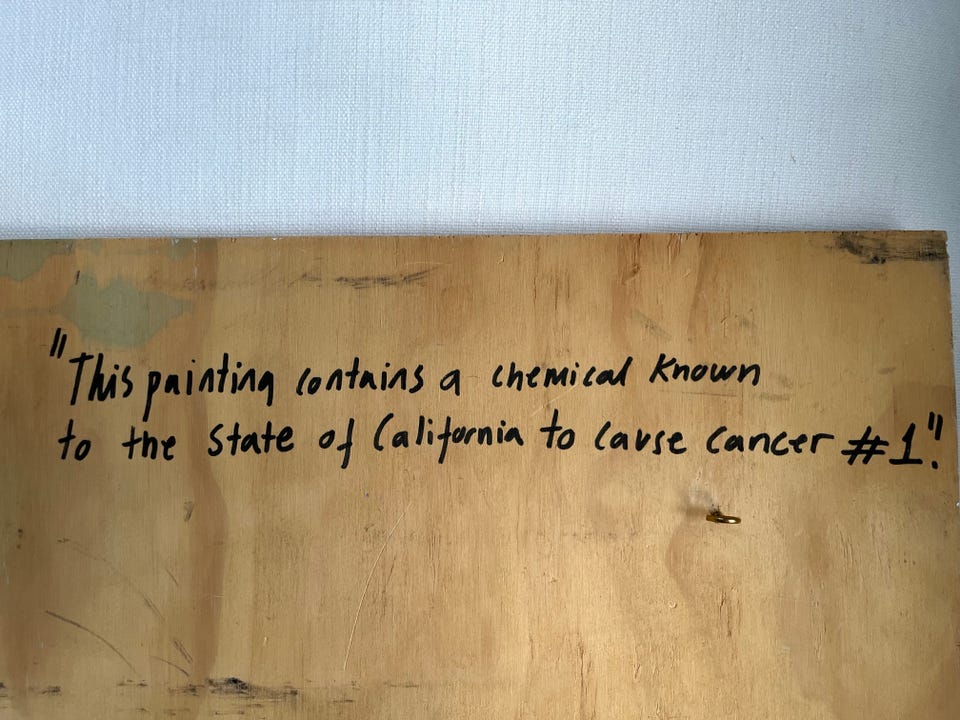 "This painting contains a chemical known
to the State of California to cause cancer #1".